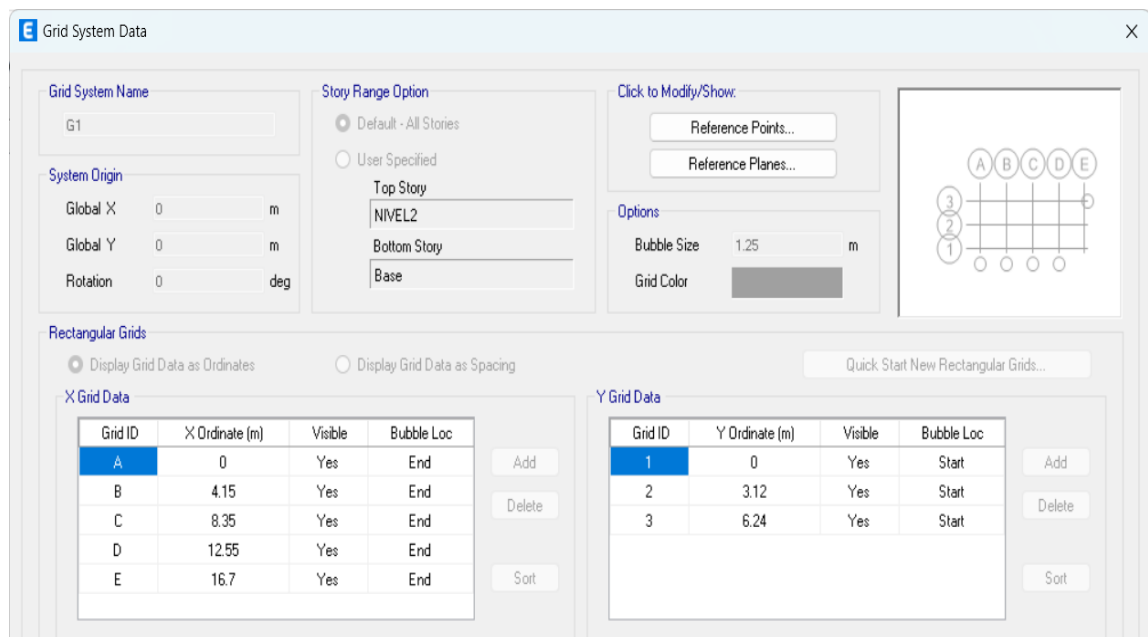 E Grid System Data X
Grid System Name
G1
System Origin
Global X 0 m
Global Y 0 m
Rotation 0 deg
Story Range Option
Default - All Stories
User Specified
Top Story
NIVEL2
Bottom Story
Base
Click to Modify/Show:
Reference Points...
Reference Planes...
Options
Bubble Size 1.25 m
Grid Color
A B C D E
3
2
1
Rectangular Grids
Display Grid Data as Ordinates Display Grid Data as Spacing Quick Start New Rectangular Grids...
X Grid Data
Grid ID X Ordinate (m) Visible Bubble Loc
A 0 Yes End
B 4.15 Yes End
C 8.35 Yes End
D 12.55 Yes End
E 16.7 Yes End
Add
Delete
Sort
Y Grid Data
Grid ID Y Ordinate (m) Visible Bubble Loc
1 0 Yes Start
2 3.12 Yes Start
3 6.24 Yes Start
Add
Delete
Sort